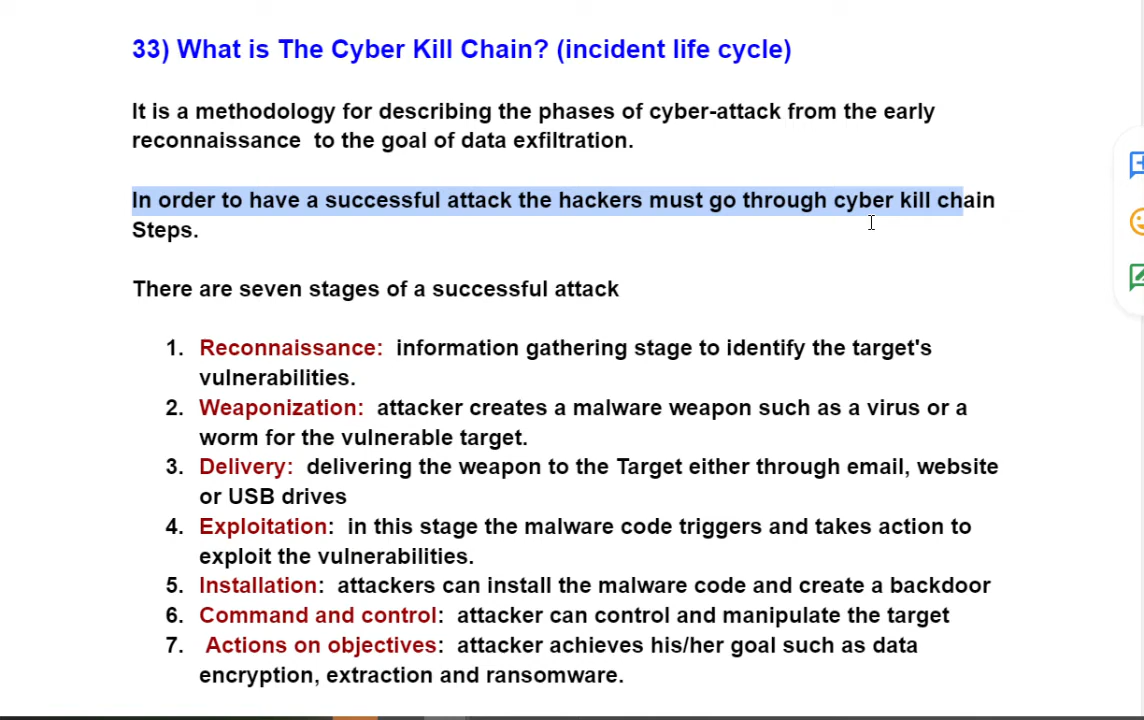 33) What is The Cyber Kill Chain? (incident life cycle)
It is a methodology for describing the phases of cyber-attack from the early
reconnaissance  to the goal of data exfiltration.
In order to have a successful attack the hackers must go through cyber kill chain
Steps.
There are seven stages of a successful attack
1. Reconnaissance:  information gathering stage to identify the target's
vulnerabilities.
2. Weaponization:  attacker creates a malware weapon such as a virus or a
worm for the vulnerable target.
3. Delivery:  delivering the weapon to the Target either through email, website
or USB drives
4. Exploitation:  in this stage the malware code triggers and takes action to
exploit the vulnerabilities.
5. Installation:  attackers can install the malware code and create a backdoor
6. Command and control:  attacker can control and manipulate the target
7.  Actions on objectives:  attacker achieves his/her goal such as data
encryption, extraction and ransomware.